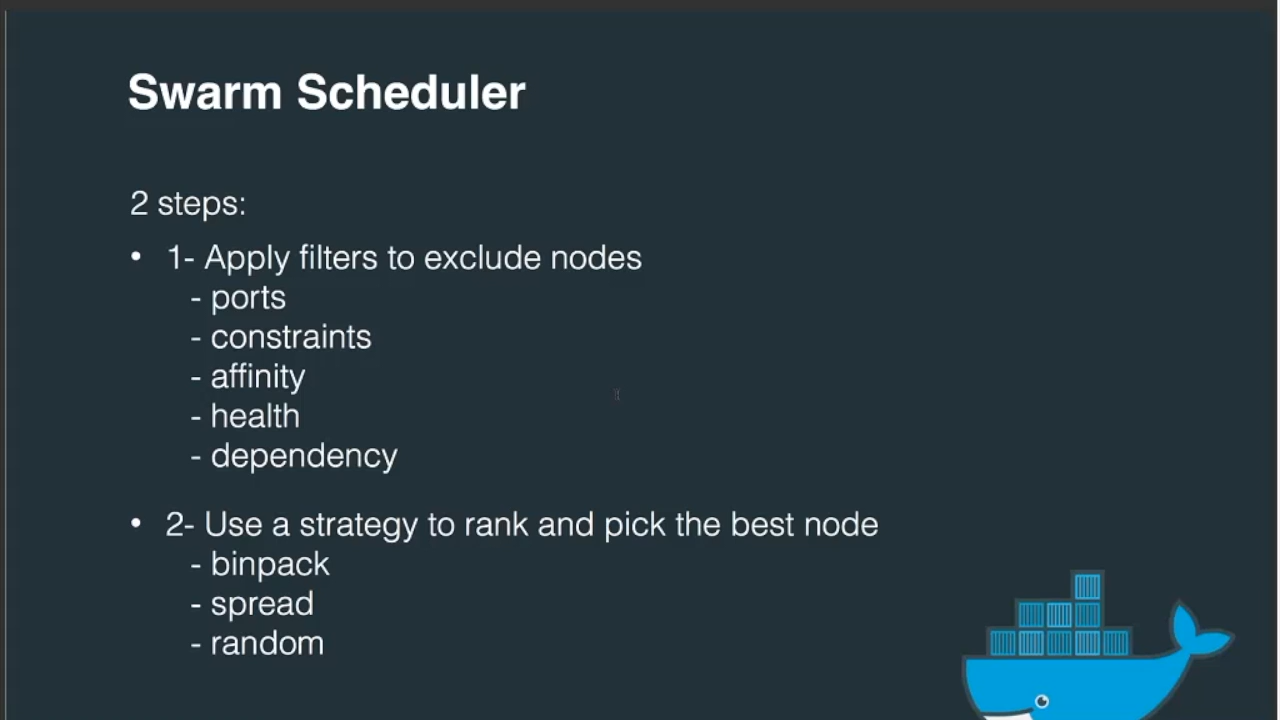 Swarm Scheduler
2 steps:
• 1- Apply filters to exclude nodes
- ports
- constraints
- affinity
- health
- dependency
• 2- Use a strategy to rank and pick the best node
- binpack
- spread
- random